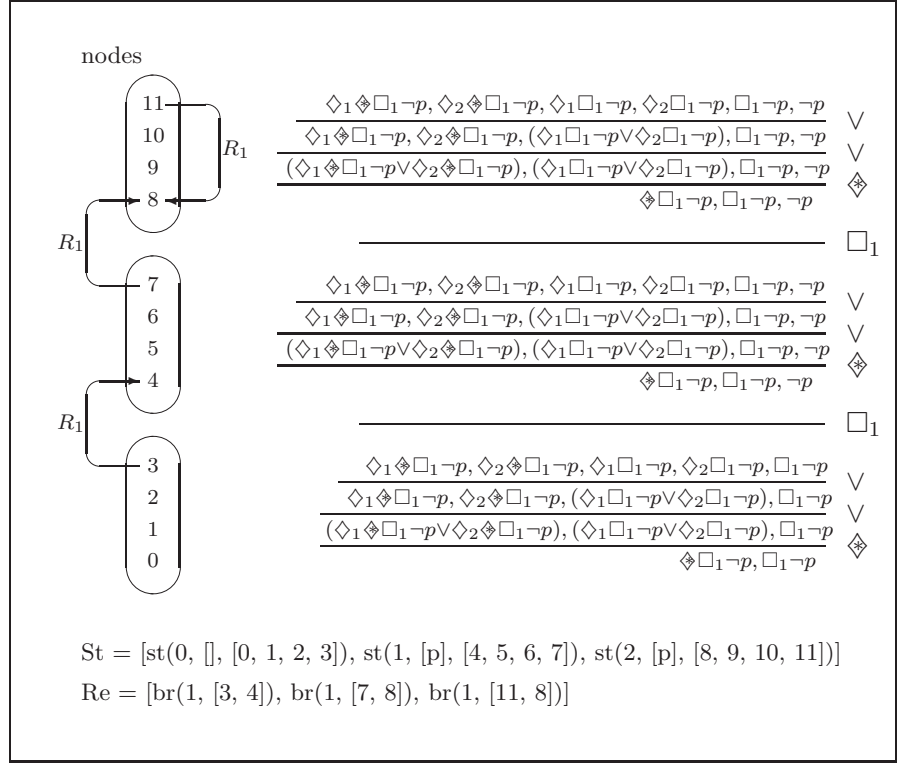 nodes
11 ◇₁⟐□₁¬p, ◇₂⟐□₁¬p, ◇₁□₁¬p, ◇₂□₁¬p, □₁¬p, ¬p
∨
10 ◇₁⟐□₁¬p, ◇₂⟐□₁¬p, (◇₁□₁¬p∨◇₂□₁¬p), □₁¬p, ¬p
R₁ ∨
9 (◇₁⟐□₁¬p∨◇₂⟐□₁¬p), (◇₁□₁¬p∨◇₂□₁¬p), □₁¬p, ¬p
⟐
8 ⟐□₁¬p, □₁¬p, ¬p
R₁ □₁
7 ◇₁⟐□₁¬p, ◇₂⟐□₁¬p, ◇₁□₁¬p, ◇₂□₁¬p, □₁¬p, ¬p
∨
6 ◇₁⟐□₁¬p, ◇₂⟐□₁¬p, (◇₁□₁¬p∨◇₂□₁¬p), □₁¬p, ¬p
∨
5 (◇₁⟐□₁¬p∨◇₂⟐□₁¬p), (◇₁□₁¬p∨◇₂□₁¬p), □₁¬p, ¬p
⟐
4 ⟐□₁¬p, □₁¬p, ¬p
R₁ □₁
3 ◇₁⟐□₁¬p, ◇₂⟐□₁¬p, ◇₁□₁¬p, ◇₂□₁¬p, □₁¬p
∨
2 ◇₁⟐□₁¬p, ◇₂⟐□₁¬p, (◇₁□₁¬p∨◇₂□₁¬p), □₁¬p
∨
1 (◇₁⟐□₁¬p∨◇₂⟐□₁¬p), (◇₁□₁¬p∨◇₂□₁¬p), □₁¬p
⟐
0 ⟐□₁¬p, □₁¬p
St = [st(0, [], [0, 1, 2, 3]), st(1, [p], [4, 5, 6, 7]), st(2, [p], [8, 9, 10, 11])]
Re = [br(1, [3, 4]), br(1, [7, 8]), br(1, [11, 8])]